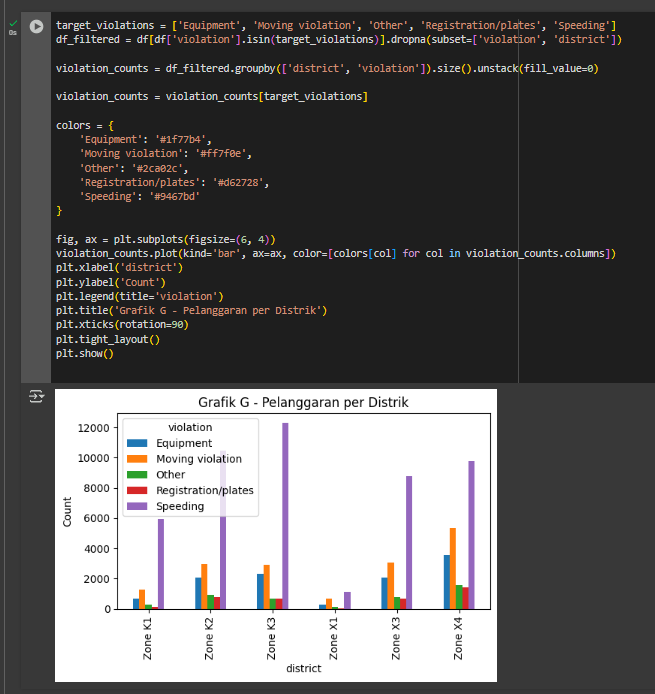 0s
target_violations = ['Equipment', 'Moving violation', 'Other', 'Registration/plates', 'Speeding']
df_filtered = df[df['violation'].isin(target_violations)].dropna(subset=['violation', 'district'])
violation_counts = df_filtered.groupby(['district', 'violation']).size().unstack(fill_value=0)
violation_counts = violation_counts[target_violations]
colors = {
'Equipment': '#1f77b4',
'Moving violation': '#ff7f0e',
'Other': '#2ca02c',
'Registration/plates': '#d62728',
'Speeding': '#9467bd'
}
fig, ax = plt.subplots(figsize=(6, 4))
violation_counts.plot(kind='bar', ax=ax, color=[colors[col] for col in violation_counts.columns])
plt.xlabel('district')
plt.ylabel('Count')
plt.legend(title='violation')
plt.title('Grafik G - Pelanggaran per Distrik')
plt.xticks(rotation=90)
plt.tight_layout()
plt.show()
Grafik G - Pelanggaran per Distrik
violation
Equipment
Moving violation
Other
Registration/plates
Speeding
12000
10000
8000
6000
4000
2000
0
Count
Zone K1
Zone K2
Zone K3
Zone X1
Zone X3
Zone X4
district